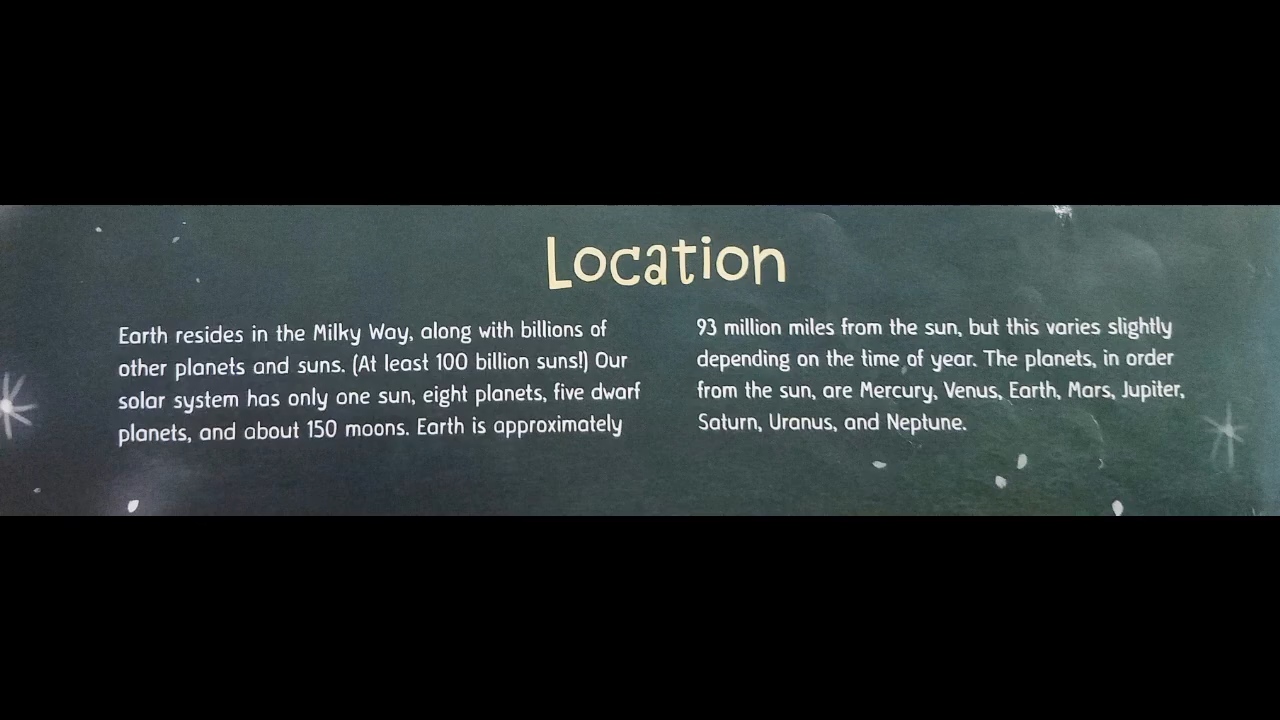 Location
Earth resides in the Milky Way, along with billions of
other planets and suns. (At least 100 billion suns!) Our
solar system has only one sun, eight planets, five dwarf
planets, and about 150 moons. Earth is approximately
93 million miles from the sun, but this varies slightly
depending on the time of year. The planets, in order
from the sun, are Mercury, Venus, Earth, Mars, Jupiter,
Saturn, Uranus, and Neptune.